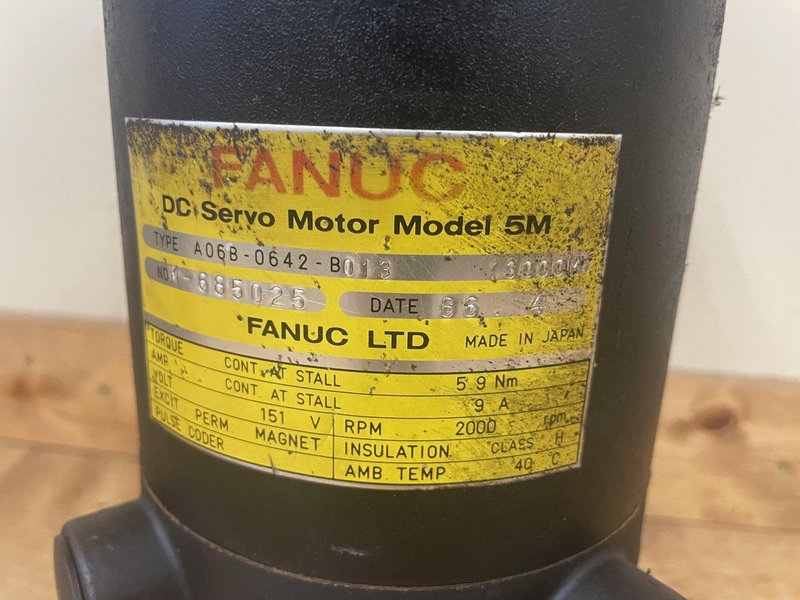 FANUC
DC Servo Motor Model 5M
TYPE A06B-0642-B013
NO 685025 DATE 86. 4
FANUC LTD MADE IN JAPAN
TORQUE CONT. AT STALL 5.9 Nm
AMP. CONT. AT STALL 9 A
VOLT 151 V RPM 2000 rpm
EXCIT PERM MAGNET INSULATION CLASS H
PULSE CODER AMB. TEMP 40 °C